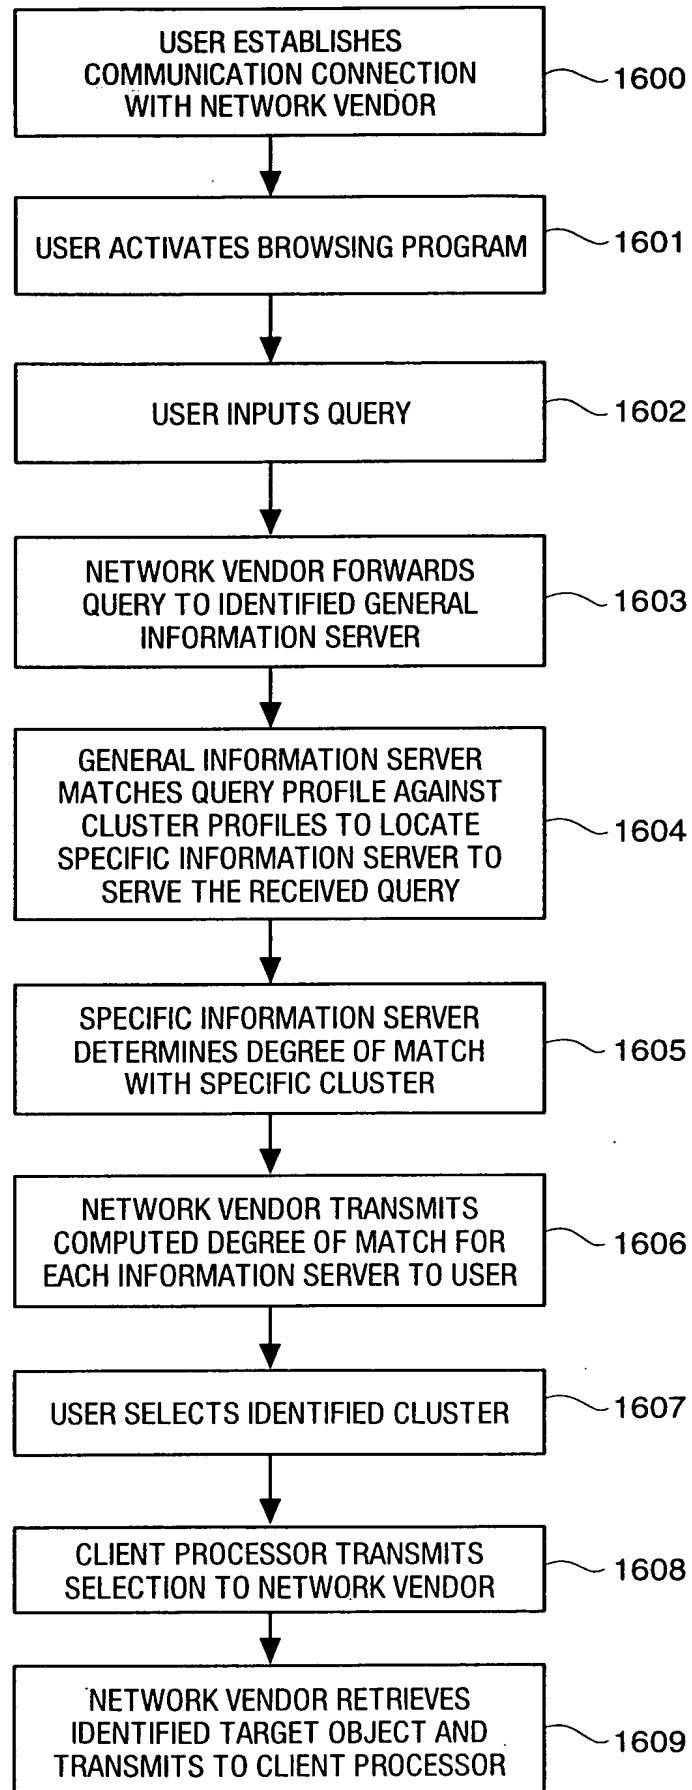 USER ESTABLISHES
COMMUNICATION CONNECTION
WITH NETWORK VENDOR
1600
USER ACTIVATES BROWSING PROGRAM
1601
USER INPUTS QUERY
1602
NETWORK VENDOR FORWARDS
QUERY TO IDENTIFIED GENERAL
INFORMATION SERVER
1603
GENERAL INFORMATION SERVER
MATCHES QUERY PROFILE AGAINST
CLUSTER PROFILES TO LOCATE
SPECIFIC INFORMATION SERVER TO
SERVE THE RECEIVED QUERY
1604
SPECIFIC INFORMATION SERVER
DETERMINES DEGREE OF MATCH
WITH SPECIFIC CLUSTER
1605
NETWORK VENDOR TRANSMITS
COMPUTED DEGREE OF MATCH FOR
EACH INFORMATION SERVER TO USER
1606
USER SELECTS IDENTIFIED CLUSTER
1607
CLIENT PROCESSOR TRANSMITS
SELECTION TO NETWORK VENDOR
1608
NETWORK VENDOR RETRIEVES
IDENTIFIED TARGET OBJECT AND
TRANSMITS TO CLIENT PROCESSOR
1609